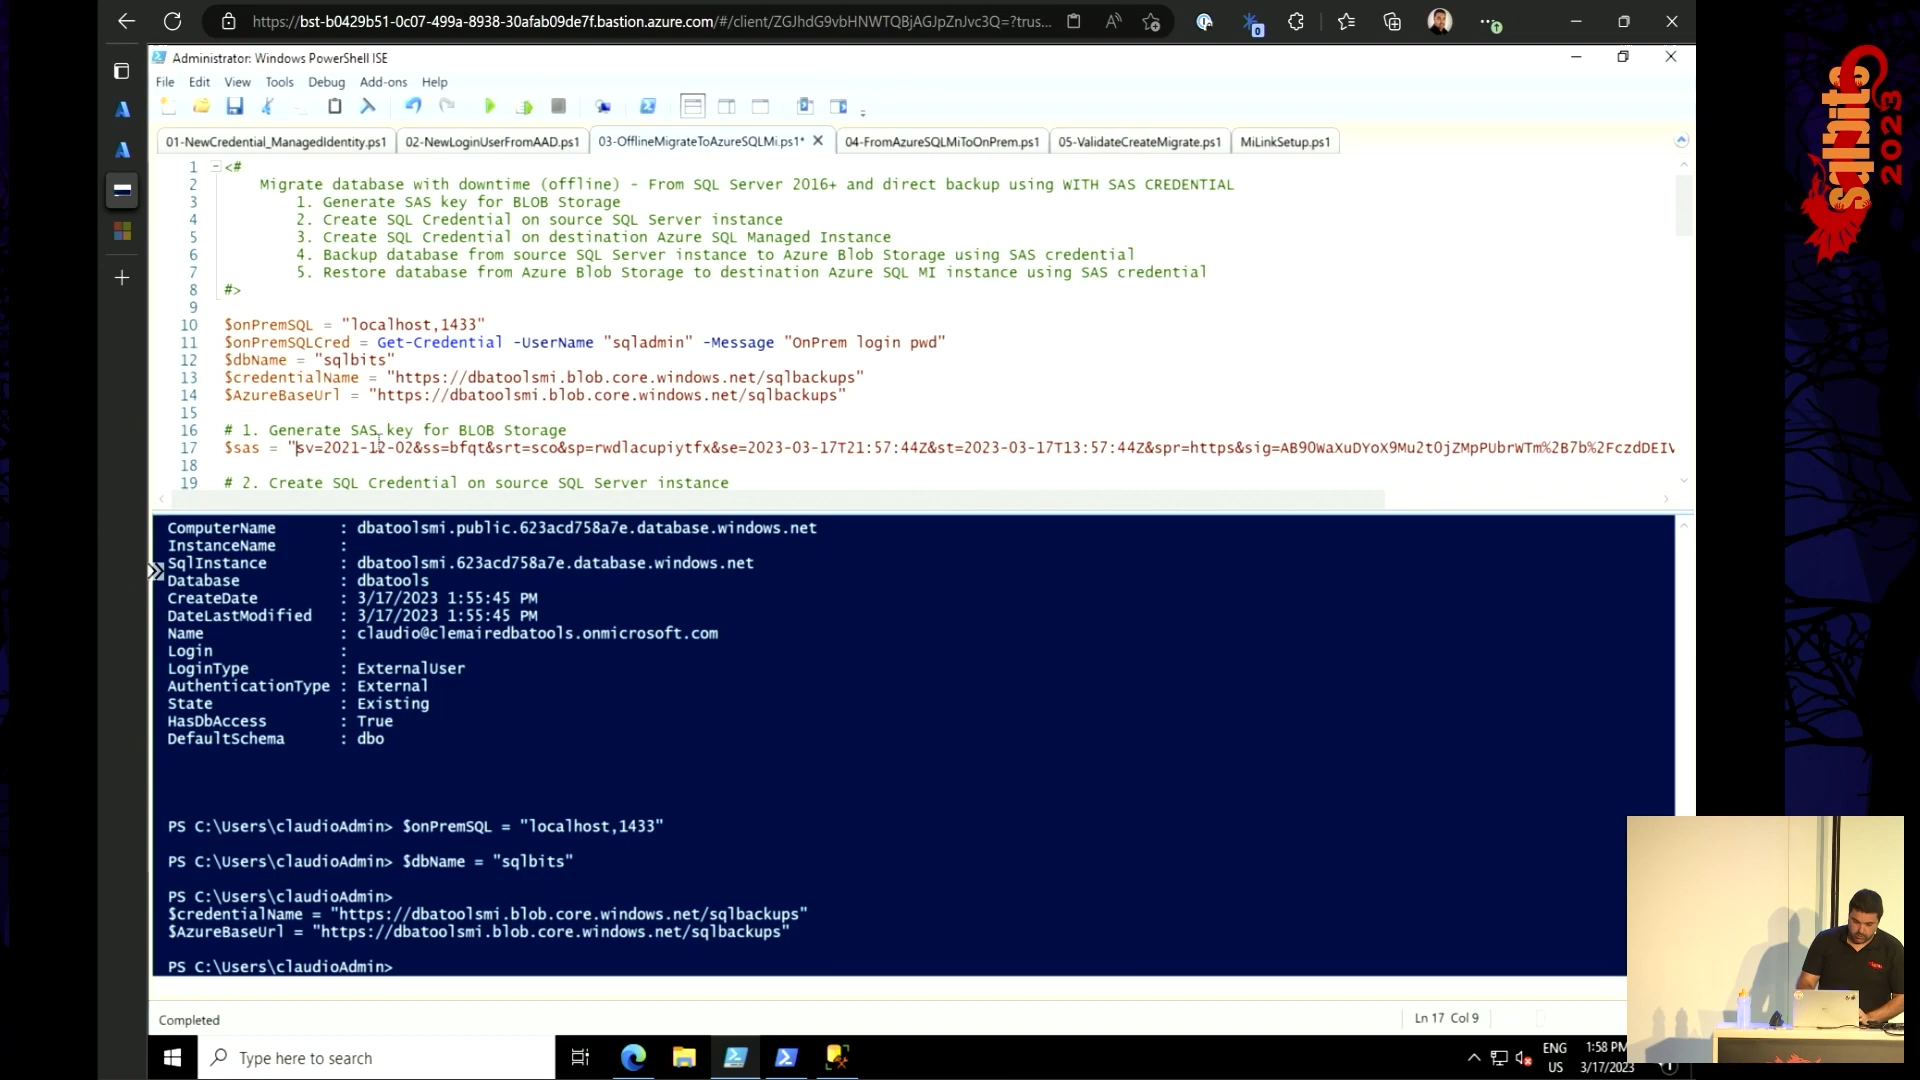 https://bst-b0429b51-0c07-499a-8938-30afab09de7f.bastion.azure.com/#/client/ZGJhdG9vbHNWTQBjAGJpZnJvc3Q=?trus...
0
Administrator: Windows PowerShell ISE
File Edit View Tools Debug Add-ons Help
01-NewCredential_ManagedIdentity.ps1 02-NewLoginUserFromAAD.ps1 03-OfflineMigrateToAzureSQLMi.ps1* 04-FromAzureSQLMiToOnPrem.ps1 05-ValidateCreateMigrate.ps1 MiLinkSetup.ps1
1 <#
2 Migrate database with downtime (offline) - From SQL Server 2016+ and direct backup using WITH SAS CREDENTIAL
3 1. Generate SAS key for BLOB Storage
4 2. Create SQL Credential on source SQL Server instance
5 3. Create SQL Credential on destination Azure SQL Managed Instance
6 4. Backup database from source SQL Server instance to Azure Blob Storage using SAS credential
7 5. Restore database from Azure Blob Storage to destination Azure SQL MI instance using SAS credential
8 #>
9
10 $onPremSQL = "localhost,1433"
11 $onPremSQLCred = Get-Credential -UserName "sqladmin" -Message "OnPrem login pwd"
12 $dbName = "sqlbits"
13 $credentialName = "https://dbatoolsmi.blob.core.windows.net/sqlbackups"
14 $AzureBaseUrl = "https://dbatoolsmi.blob.core.windows.net/sqlbackups"
15
16 # 1. Generate SAS key for BLOB Storage
17 $sas = "sv=2021-12-02&ss=bfqt&srt=sco&sp=rwdlacupiytfx&se=2023-03-17T21:57:44Z&st=2023-03-17T13:57:44Z&spr=https&sig=AB90WaXuDYoX9Mu2t0jZMpPUbrWTm%2B7b%2FczdDEIV
18
19 # 2. Create SQL Credential on source SQL Server instance
ComputerName : dbatoolsmi.public.623acd758a7e.database.windows.net
InstanceName :
SqlInstance : dbatoolsmi.623acd758a7e.database.windows.net
Database : dbatools
CreateDate : 3/17/2023 1:55:45 PM
DateLastModified : 3/17/2023 1:55:45 PM
Name : claudio@clemairedbatools.onmicrosoft.com
Login :
LoginType : ExternalUser
AuthenticationType : External
State : Existing
HasDbAccess : True
DefaultSchema : dbo
PS C:\Users\claudioAdmin> $onPremSQL = "localhost,1433"
PS C:\Users\claudioAdmin> $dbName = "sqlbits"
PS C:\Users\claudioAdmin>
$credentialName = "https://dbatoolsmi.blob.core.windows.net/sqlbackups"
$AzureBaseUrl = "https://dbatoolsmi.blob.core.windows.net/sqlbackups"
PS C:\Users\claudioAdmin>
Completed
Ln 17 Col 9
Type here to search
ENG
US
1:58 PM
3/17/2023
sqlbits
2023